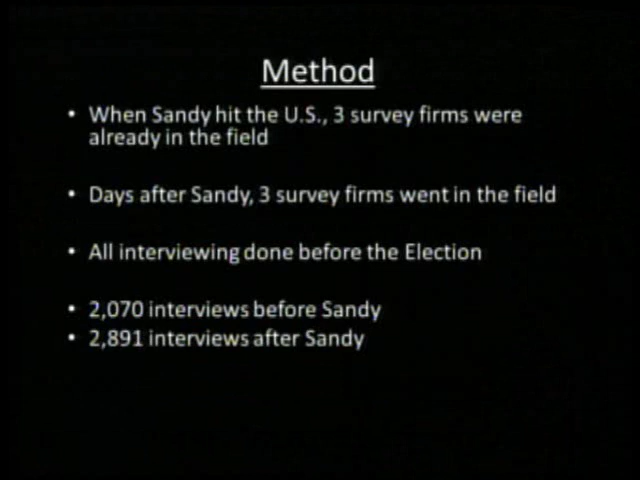 Method
• When Sandy hit the U.S., 3 survey firms were
already in the field
• Days after Sandy, 3 survey firms went in the field
• All interviewing done before the Election
• 2,070 interviews before Sandy
• 2,891 interviews after Sandy